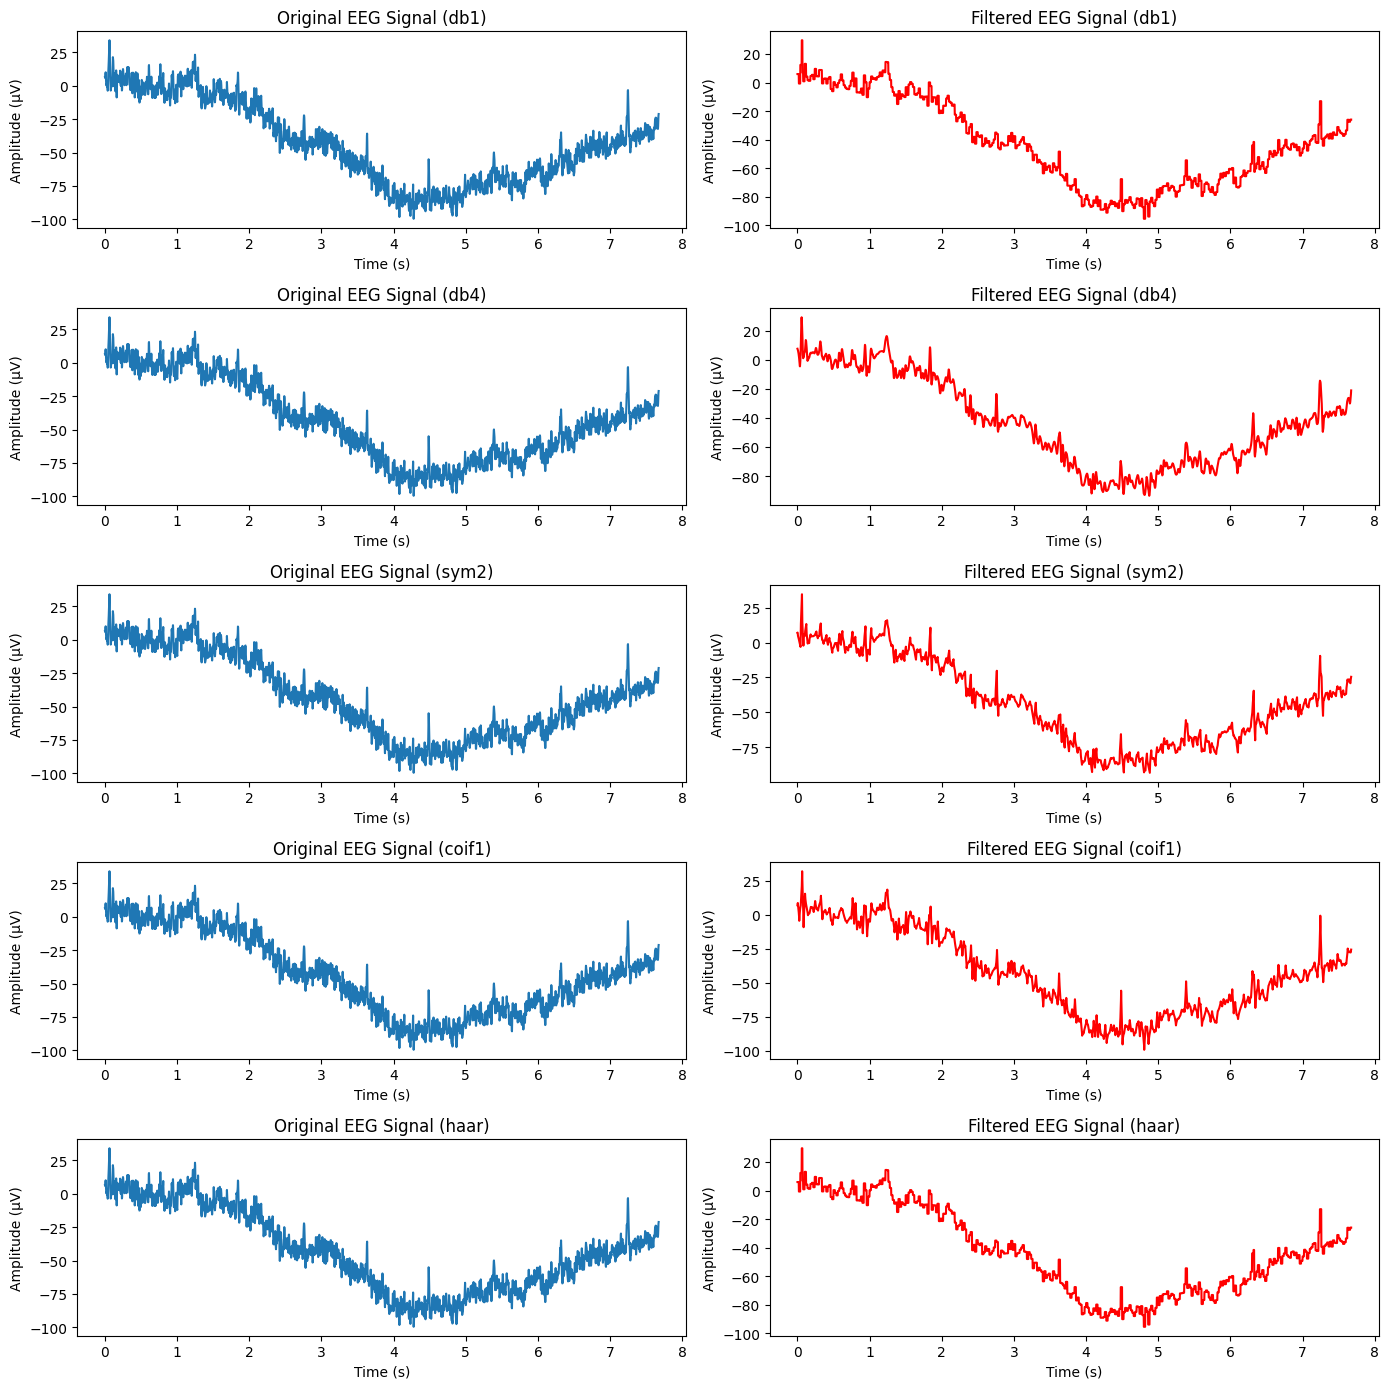 Original EEG Signal (db1)
Amplitude (µV)
25
0
−25
−50
−75
−100
0 1 2 3 4 5 6 7 8
Time (s)
Filtered EEG Signal (db1)
Amplitude (µV)
20
0
−20
−40
−60
−80
−100
0 1 2 3 4 5 6 7 8
Time (s)
Original EEG Signal (db4)
Amplitude (µV)
25
0
−25
−50
−75
−100
0 1 2 3 4 5 6 7 8
Time (s)
Filtered EEG Signal (db4)
Amplitude (µV)
20
0
−20
−40
−60
−80
0 1 2 3 4 5 6 7 8
Time (s)
Original EEG Signal (sym2)
Amplitude (µV)
25
0
−25
−50
−75
−100
0 1 2 3 4 5 6 7 8
Time (s)
Filtered EEG Signal (sym2)
Amplitude (µV)
25
0
−25
−50
−75
0 1 2 3 4 5 6 7 8
Time (s)
Original EEG Signal (coif1)
Amplitude (µV)
25
0
−25
−50
−75
−100
0 1 2 3 4 5 6 7 8
Time (s)
Filtered EEG Signal (coif1)
Amplitude (µV)
25
0
−25
−50
−75
−100
0 1 2 3 4 5 6 7 8
Time (s)
Original EEG Signal (haar)
Amplitude (µV)
25
0
−25
−50
−75
−100
0 1 2 3 4 5 6 7 8
Time (s)
Filtered EEG Signal (haar)
Amplitude (µV)
20
0
−20
−40
−60
−80
−100
0 1 2 3 4 5 6 7 8
Time (s)